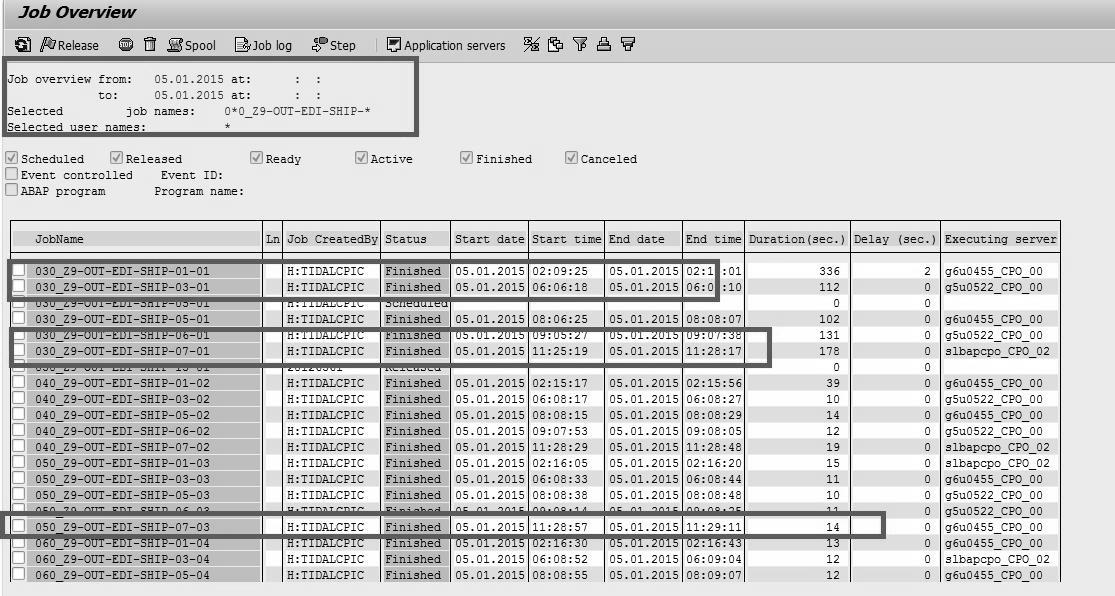 Job Overview
Release Spool Job log Step Application servers
Job overview from: 05.01.2015 at: : :
to: 05.01.2015 at: : :
Selected job names: 0*0_Z9-OUT-EDI-SHIP-*
Selected user names: *
Scheduled Released Ready Active Finished Canceled
Event controlled Event ID:
ABAP program Program name:
JobName Ln Job CreatedBy Status Start date Start time End date End time Duration(sec.) Delay (sec.) Executing server
030_Z9-OUT-EDI-SHIP-01-01 H:TIDALCPIC Finished 05.01.2015 02:09:25 05.01.2015 :01 336 2 g6u0455_CPO_00
030_Z9-OUT-EDI-SHIP-03-01 H:TIDALCPIC Finished 05.01.2015 06:06:18 05.01.2015 :10 112 0 g5u0522_CPO_00
030_Z9-OUT-EDI-SHIP-05-01 H:TIDALCPIC Scheduled 0 0
030_Z9-OUT-EDI-SHIP-05-01 H:TIDALCPIC Finished 05.01.2015 08:06:25 05.01.2015 08:08:07 102 0 g6u0455_CPO_00
030_Z9-OUT-EDI-SHIP-06-01 H:TIDALCPIC Finished 05.01.2015 09:05:27 05.01.2015 09:07:38 131 0 g5u0522_CPO_00
030_Z9-OUT-EDI-SHIP-07-01 H:TIDALCPIC Finished 05.01.2015 11:25:19 05.01.2015 11:28:17 178 0 slbapcpo_CPO_02
Released 0 0
040_Z9-OUT-EDI-SHIP-01-02 H:TIDALCPIC Finished 05.01.2015 02:15:17 05.01.2015 02:15:56 39 0 g6u0455_CPO_00
040_Z9-OUT-EDI-SHIP-03-02 H:TIDALCPIC Finished 05.01.2015 06:08:17 05.01.2015 06:08:27 10 0 g5u0522_CPO_00
040_Z9-OUT-EDI-SHIP-05-02 H:TIDALCPIC Finished 05.01.2015 08:08:15 05.01.2015 08:08:29 14 0 g6u0455_CPO_00
040_Z9-OUT-EDI-SHIP-06-02 H:TIDALCPIC Finished 05.01.2015 09:07:53 05.01.2015 09:08:05 12 0 g5u0522_CPO_00
040_Z9-OUT-EDI-SHIP-07-02 H:TIDALCPIC Finished 05.01.2015 11:28:29 05.01.2015 11:28:48 19 0 slbapcpo_CPO_02
050_Z9-OUT-EDI-SHIP-01-03 H:TIDALCPIC Finished 05.01.2015 02:16:05 05.01.2015 02:16:20 15 0 slbapcpo_CPO_02
050_Z9-OUT-EDI-SHIP-03-03 H:TIDALCPIC Finished 05.01.2015 06:08:33 05.01.2015 06:08:44 11 0 g6u0455_CPO_00
050_Z9-OUT-EDI-SHIP-05-03 H:TIDALCPIC Finished 05.01.2015 08:08:38 05.01.2015 08:08:48 10 0 g5u0522_CPO_00
050_Z9-OUT-EDI-SHIP-06-03 H:TIDALCPIC Finished 05.01.2015 09:08:14 05.01.2015 09:08:25 11 0 g5u0522_CPO_00
050_Z9-OUT-EDI-SHIP-07-03 H:TIDALCPIC Finished 05.01.2015 11:28:57 05.01.2015 11:29:11 14 0 g6u0455_CPO_00
060_Z9-OUT-EDI-SHIP-01-04 H:TIDALCPIC Finished 05.01.2015 02:16:30 05.01.2015 02:16:43 13 0 g6u0455_CPO_00
060_Z9-OUT-EDI-SHIP-03-04 H:TIDALCPIC Finished 05.01.2015 06:08:52 05.01.2015 06:09:04 12 0 slbapcpo_CPO_02
060_Z9-OUT-EDI-SHIP-05-04 H:TIDALCPIC Finished 05.01.2015 08:08:55 05.01.2015 08:09:07 12 0 g6u0455_CPO_00